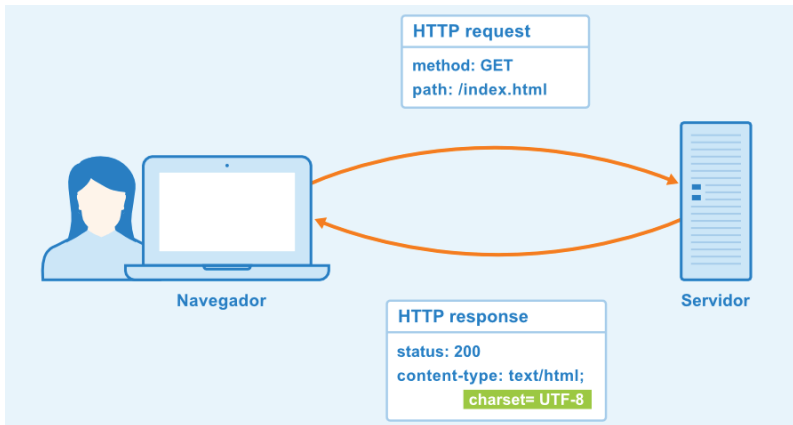 HTTP request
method: GET
path: /index.html
Navegador
Servidor
HTTP response
status: 200
content-type: text/html;
charset= UTF-8